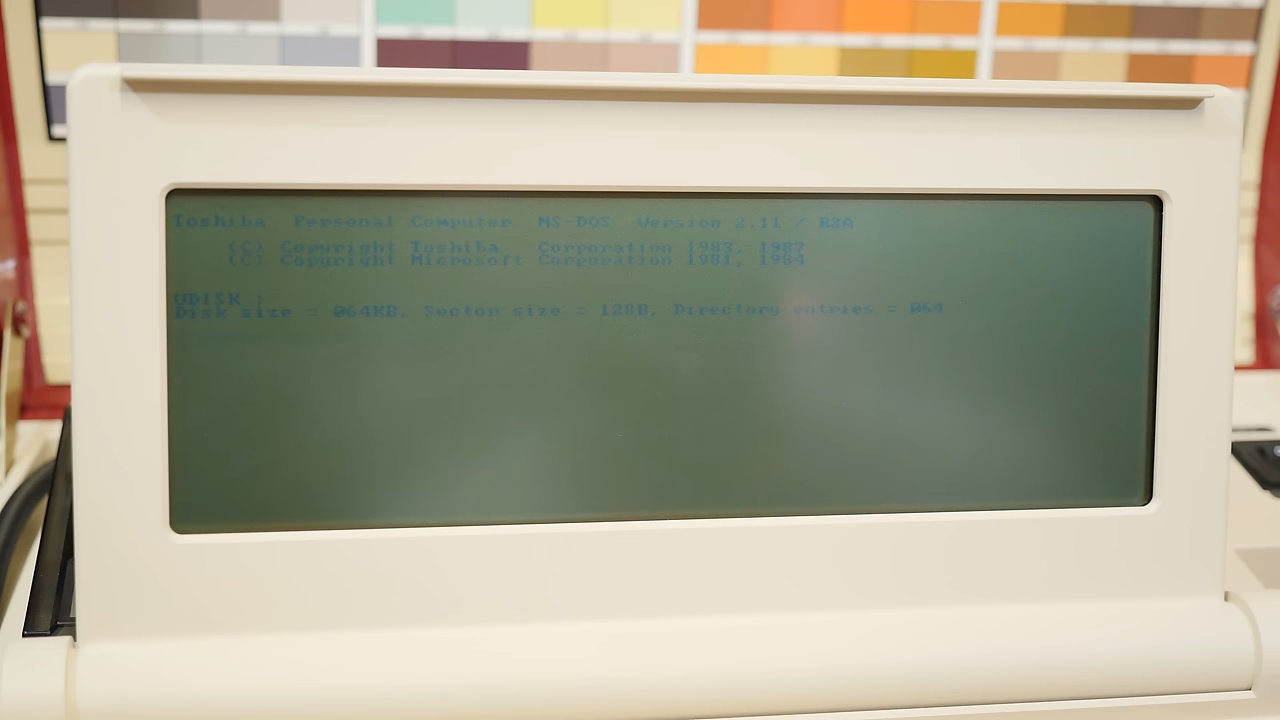 Toshiba Personal Computer MS-DOS Version 2.11 / R3A
(C) Copyright Toshiba Corporation 1983, 1987
(C) Copyright Microsoft Corporation 1981, 1984
VDISK :
Disk size = 064KB, Sector size = 128B, Directory entries = 064